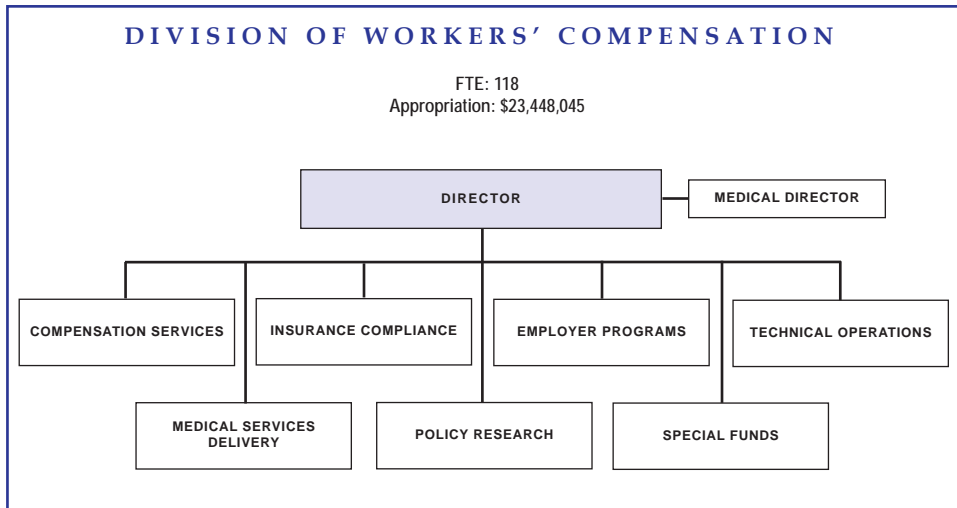 DIVISION OF WORKERS’ COMPENSATION
FTE: 118
Appropriation: $23,448,045
DIRECTOR
MEDICAL DIRECTOR
COMPENSATION SERVICES
INSURANCE COMPLIANCE
EMPLOYER PROGRAMS
TECHNICAL OPERATIONS
MEDICAL SERVICES
DELIVERY
POLICY RESEARCH
SPECIAL FUNDS